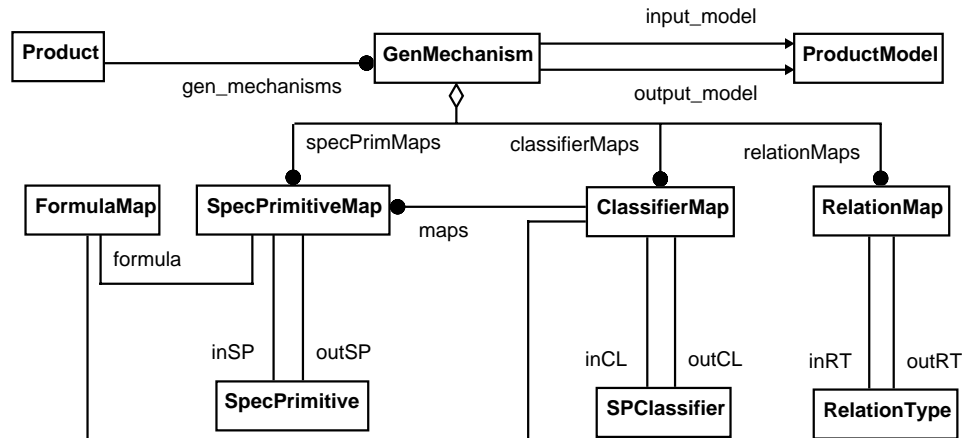 input_model
Product
GenMechanism
ProductModel
gen_mechanisms
output_model
specPrimMaps
classifierMaps
relationMaps
FormulaMap
SpecPrimitiveMap
ClassifierMap
RelationMap
maps
formula
inSP
outSP
inCL
outCL
inRT
outRT
SpecPrimitive
SPClassifier
RelationType